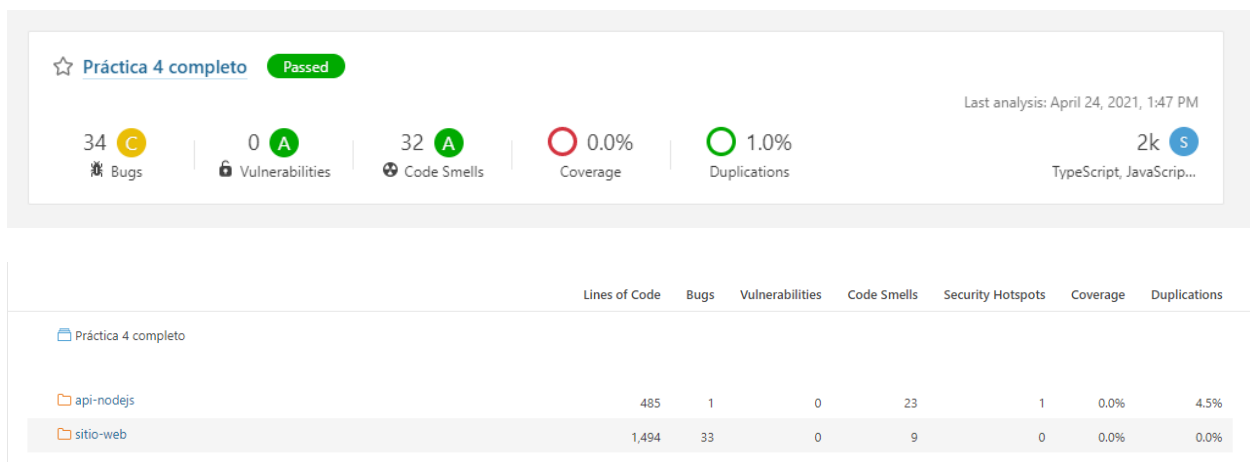 Práctica 4 completo Passed
Last analysis: April 24, 2021, 1:47 PM
34 C 0 A 32 A 0.0% 1.0% 2k S
Bugs Vulnerabilities Code Smells Coverage Duplications TypeScript, JavaScrip...
Lines of Code Bugs Vulnerabilities Code Smells Security Hotspots Coverage Duplications
Práctica 4 completo
api-nodejs 485 1 0 23 1 0.0% 4.5%
sitio-web 1,494 33 0 9 0 0.0% 0.0%